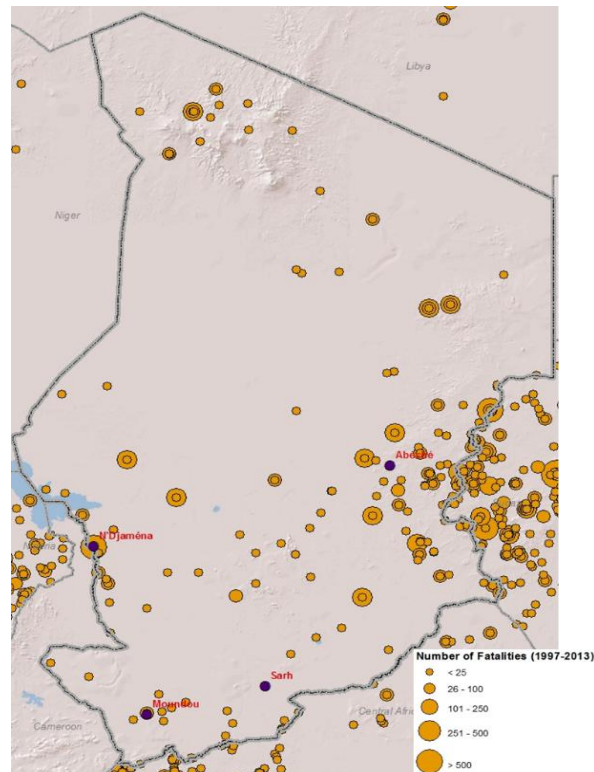 Libya
Niger
Abéché
N'Djaména
Sarh
Moundou
Cameroon
Central Afri
Number of Fatalities (1997-2013)
< 25
26 - 100
101 - 250
251 - 500
> 500